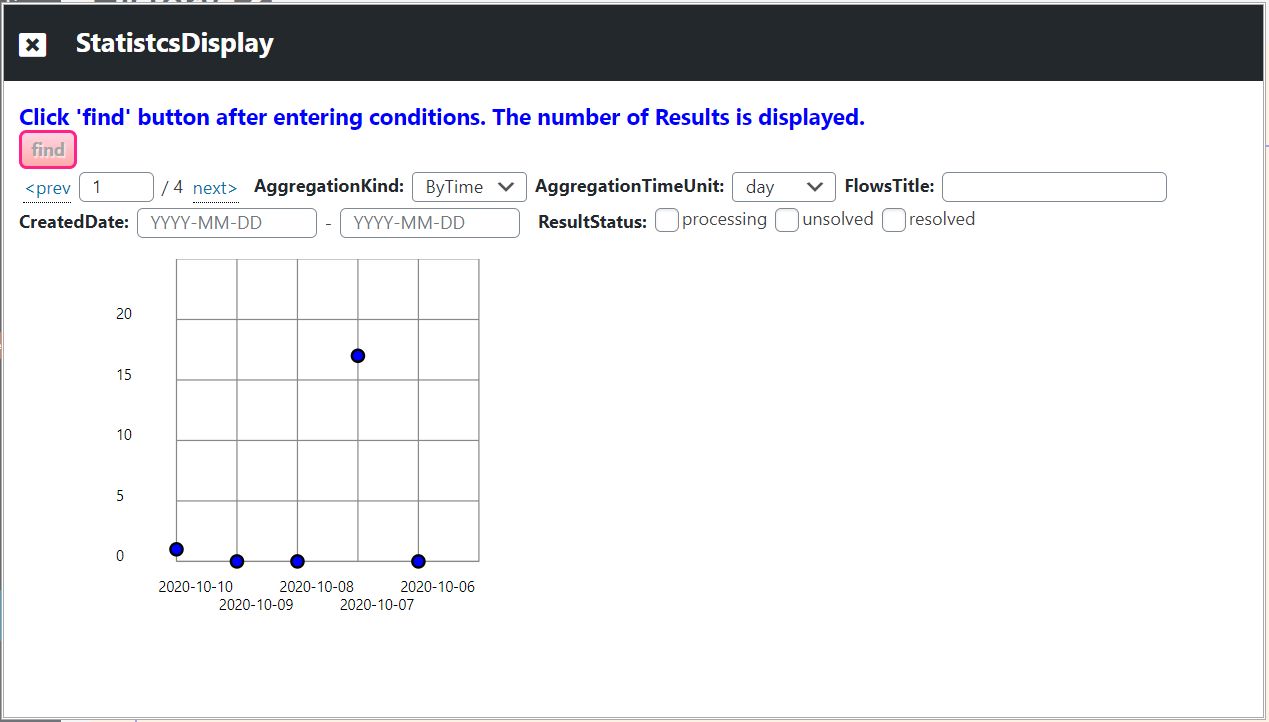 StatistcsDisplay
Click 'find' button after entering conditions. The number of Results is displayed.
find
<prev 1 / 4 next> AggregationKind: ByTime AggregationTimeUnit: day FlowsTitle:
CreatedDate: YYYY-MM-DD - YYYY-MM-DD ResultStatus: processing unsolved resolved
20
15
10
5
0
2020-10-10 2020-10-08 2020-10-06
2020-10-09 2020-10-07